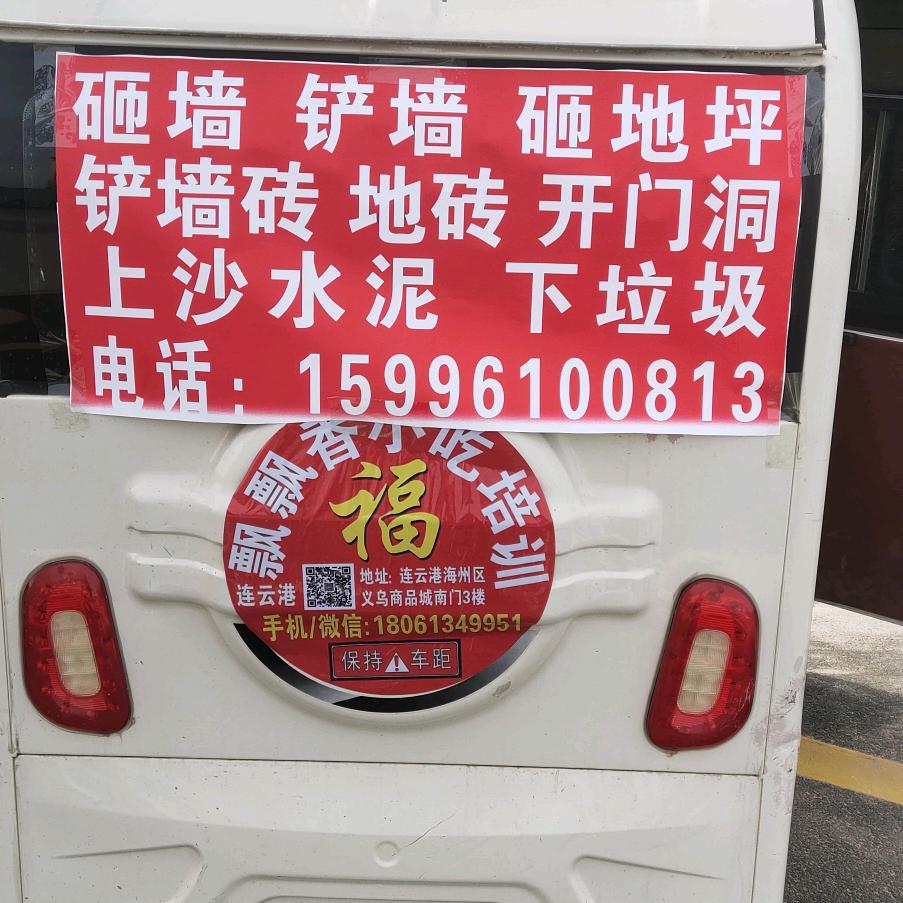 砸墙 铲墙 砸地坪
铲墙砖 地砖 开门洞
上沙水泥 下垃圾
电话：15996100813
飘飘香小吃培训
福
连云港
地址：连云港海州区
义乌商品城南门3楼
手机/微信:18061349951
保持 车距